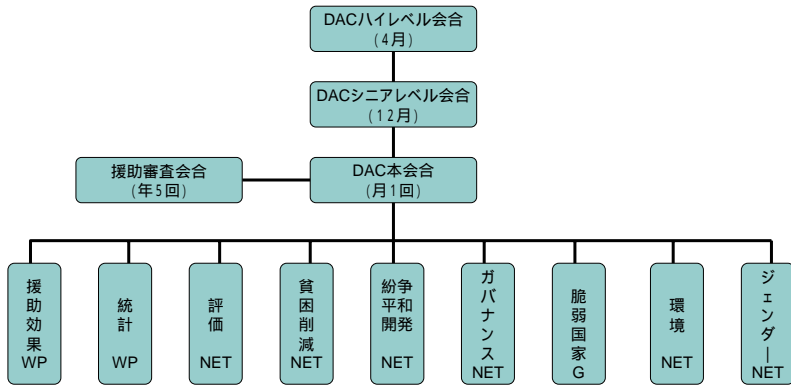 DACハイレベル会合
(4月)
DACシニアレベル会合
(12月)
援助審査会合
(年5回)
DAC本会合
(月1回)
援助効果WP
統計WP
評価NET
貧困削減NET
紛争
平和
開発
NET
ガバナンスNET
脆弱国家G
環境NET
ジェンダーNET